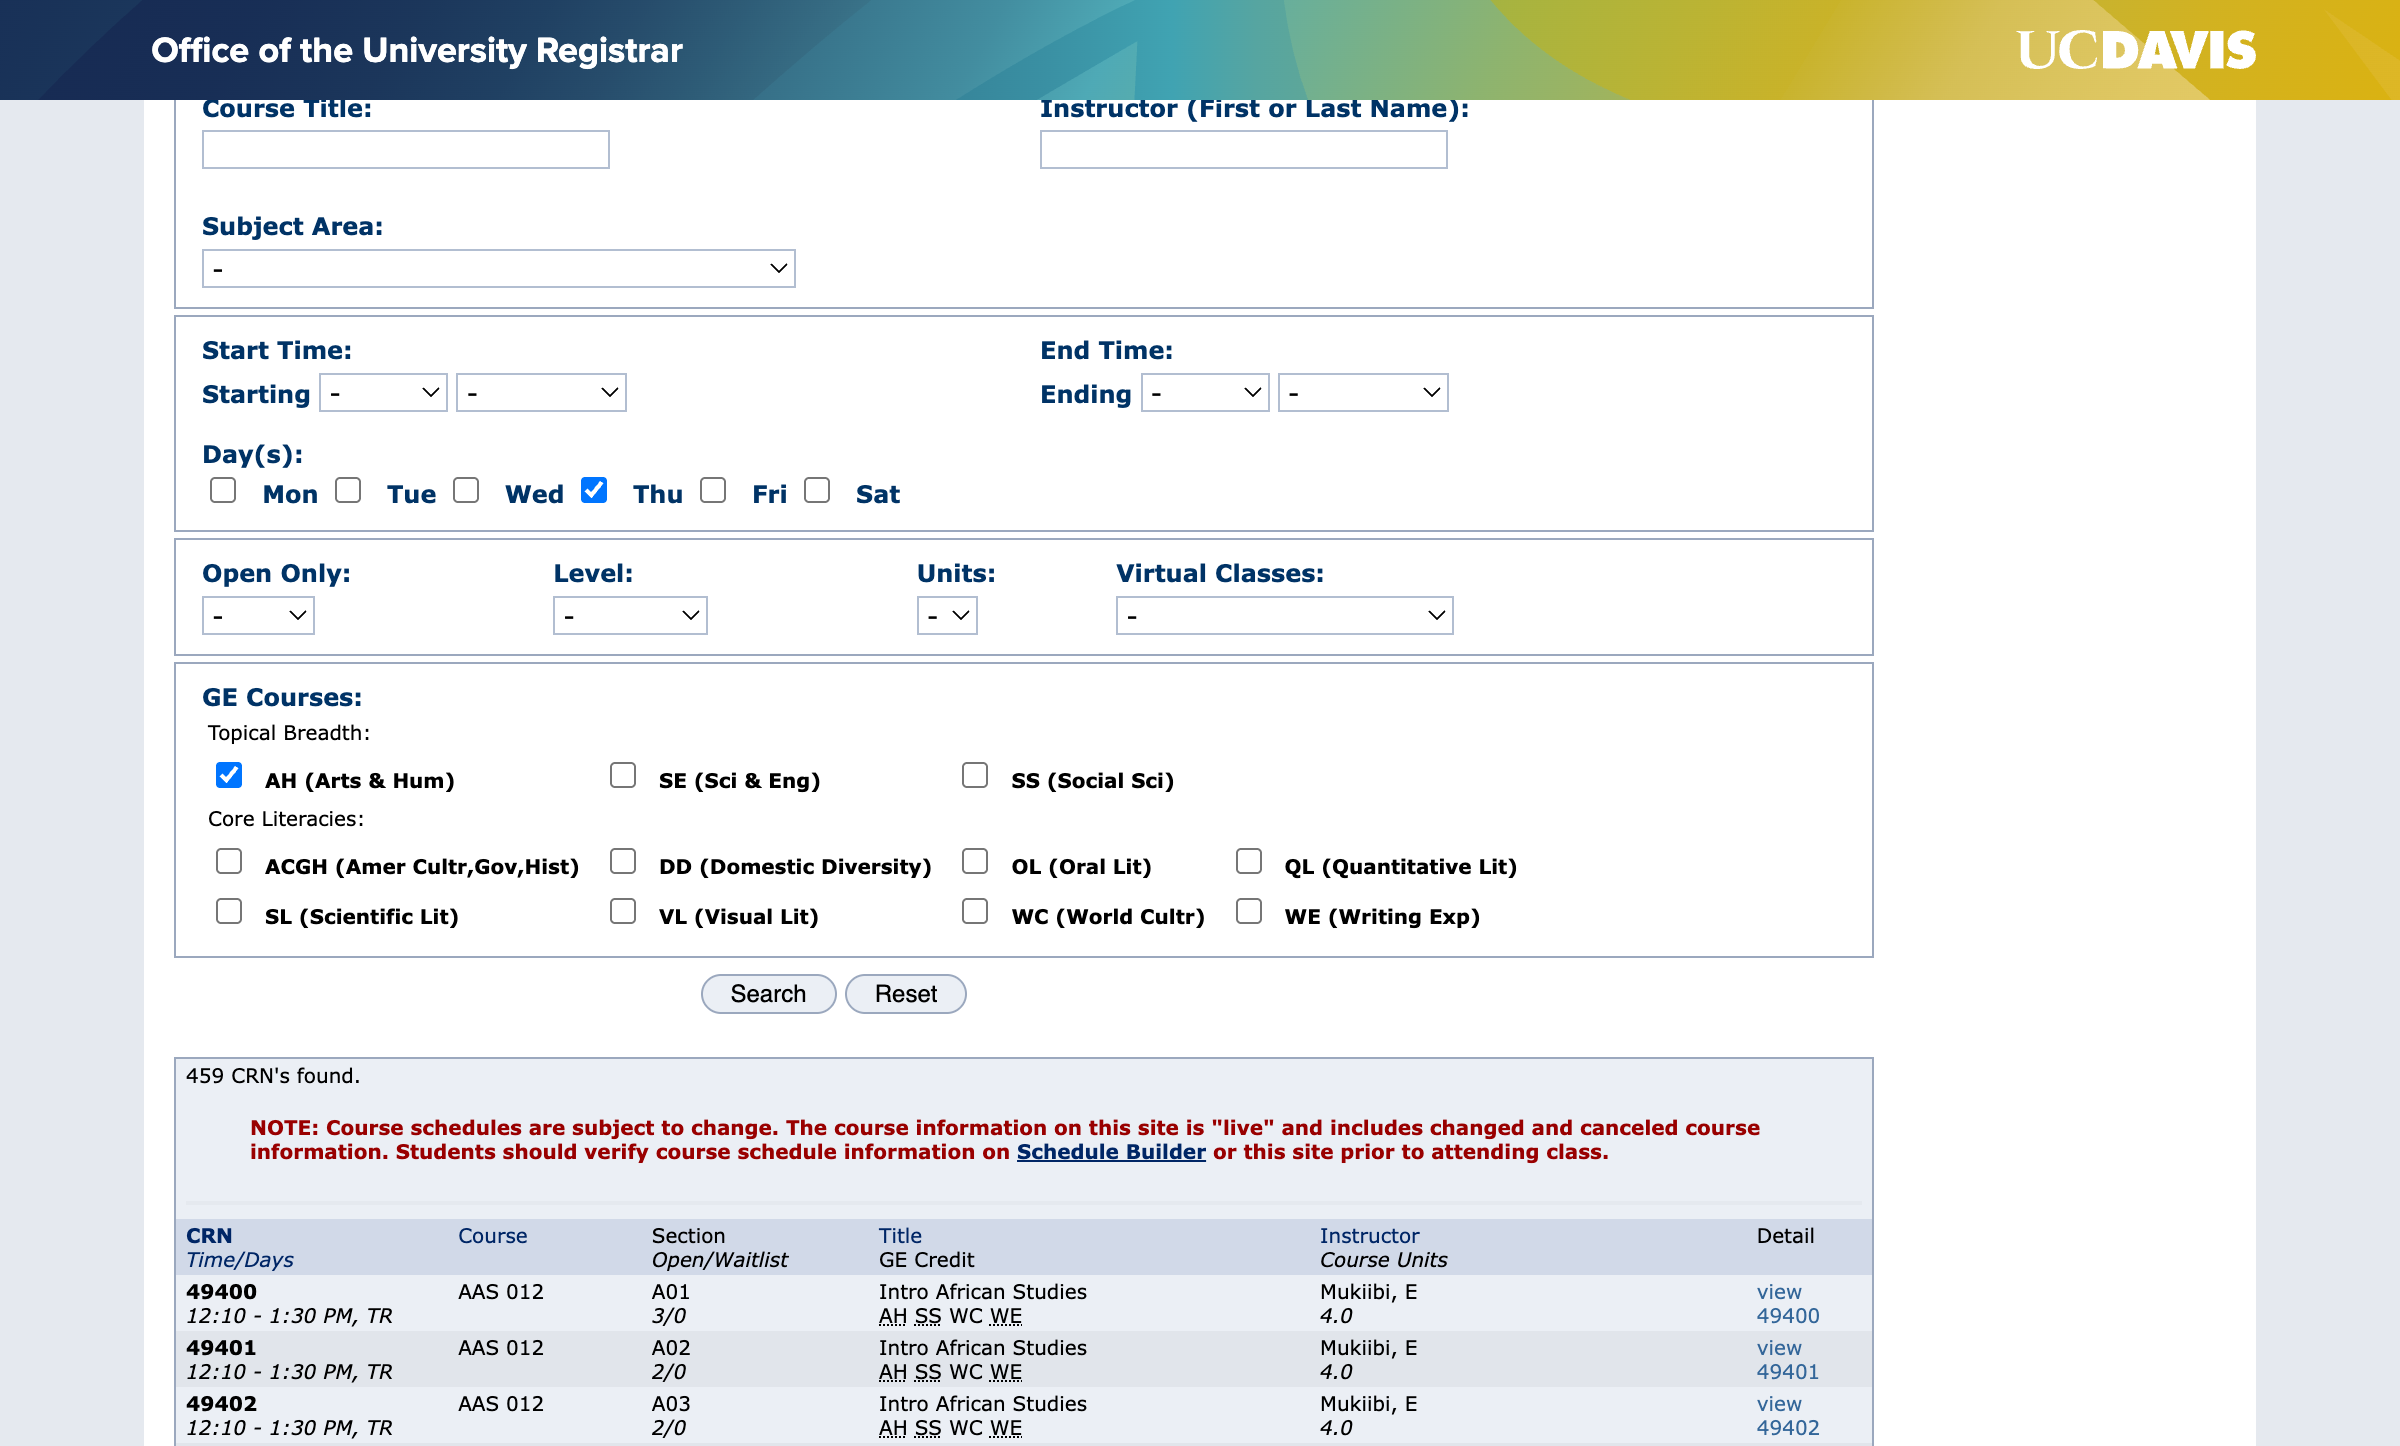 Office of the University Registrar
UCDAVIS
Course Title:
Instructor (First or Last Name):
Subject Area:
-
Start Time:
End Time:
Starting - -
Ending - -
Day(s):
Mon Tue Wed Thu Fri Sat
Open Only:
Level:
Units:
Virtual Classes:
-
-
-
-
GE Courses:
Topical Breadth:
AH (Arts & Hum) SE (Sci & Eng) SS (Social Sci)
Core Literacies:
ACGH (Amer Cultr,Gov,Hist) DD (Domestic Diversity) OL (Oral Lit) QL (Quantitative Lit)
SL (Scientific Lit) VL (Visual Lit) WC (World Cultr) WE (Writing Exp)
Search Reset
459 CRN's found.
NOTE: Course schedules are subject to change. The course information on this site is "live" and includes changed and canceled course
information. Students should verify course schedule information on Schedule Builder or this site prior to attending class.
CRN Course Section Title Instructor Detail
Time/Days Open/Waitlist GE Credit Course Units
49400 AAS 012 A01 Intro African Studies Mukiibi, E view
12:10 - 1:30 PM, TR 3/0 AH SS WC WE 4.0 49400
49401 AAS 012 A02 Intro African Studies Mukiibi, E view
12:10 - 1:30 PM, TR 2/0 AH SS WC WE 4.0 49401
49402 AAS 012 A03 Intro African Studies Mukiibi, E view
12:10 - 1:30 PM, TR 2/0 AH SS WC WE 4.0 49402